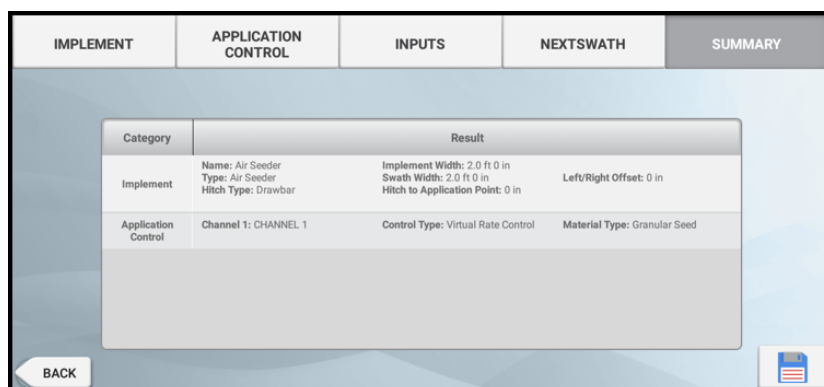 IMPLEMENT
APPLICATION
CONTROL
INPUTS
NEXTSWATH
SUMMARY
Category
Result
Implement
Name: Air Seeder
Type: Air Seeder
Hitch Type: Drawbar
Implement Width: 2.0 ft 0 in
Swath Width: 2.0 ft 0 in
Hitch to Application Point: 0 in
Left/Right Offset: 0 in
Application
Control
Channel 1: CHANNEL 1
Control Type: Virtual Rate Control
Material Type: Granular Seed
BACK